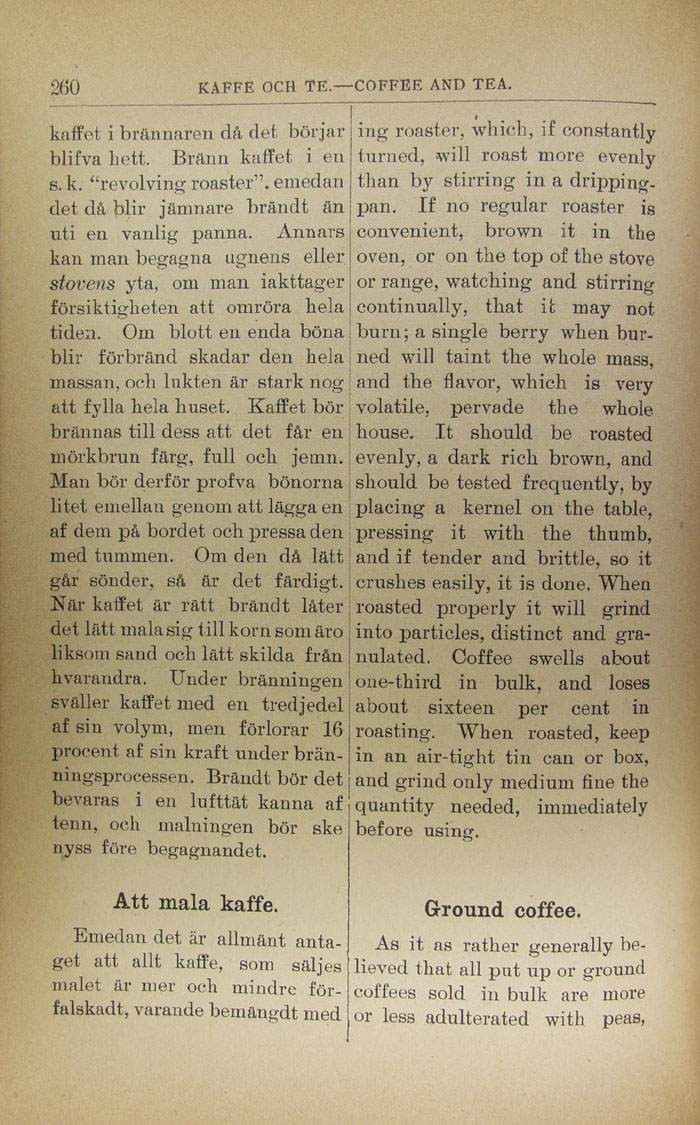 260
KAFFE OCH TE.—COFFEE AND TEA.
kaffet i brännaren då det börjar
blifva hett. Bränn kaffet i en
s. k. “revolving roaster”. emedan
det då blir jämnare brändt än
uti en vanlig panna. Annars
kan man begagna ugnens eller
stovens yta, om man iakttager
försiktigheten att omröra hela
tiden. Om blott en enda böna
blir förbränd skadar den hela
massan, och lukten är stark nog
att fylla hela huset. Kaffet bör
brännas till dess att det får en
mörkbrun färg, full och jemn.
Man bör derför profva bönorna
litet emellan genom att lägga en
af dem på bordet och pressa den
med tummen. Om den då lätt
går sönder, så är det färdigt.
När kaffet är rätt brändt låter
det lätt mala sig till korn som äro
liksom sand och lätt skilda från
hvarandra. Under bränningen
sväller kaffet med en tredjedel
af sin volym, men förlorar 16
procent af sin kraft under brän-
ningsprocessen. Brändt bör det
bevaras i en lufttät kanna af
tenn, och malningen bör ske
nyss före begagnandet.
Att mala kaffe.
Emedan det är allmänt anta-
get att allt kaffe, som säljes
malet är mer och mindre för-
falskadt, varande bemängdt med
ing roaster, which, if constantly
turned, will roast more evenly
than by stirring in a dripping-
pan. If no regular roaster is
convenient, brown it in the
oven, or on the top of the stove
or range, watching and stirring
continually, that it may not
burn; a single berry when bur-
ned will taint the whole mass,
and the flavor, which is very
volatile, pervade the whole
house. It should be roasted
evenly, a dark rich brown, and
should be tested frequently, by
placing a kernel on the table,
pressing it with the thumb,
and if tender and brittle, so it
crushes easily, it is done. When
roasted properly it will grind
into particles, distinct and gra-
nulated. Coffee swells about
one-third in bulk, and loses
about sixteen per cent in
roasting. When roasted, keep
in an air-tight tin can or box,
and grind only medium fine the
quantity needed, immediately
before using.
Ground coffee.
As it as rather generally be-
lieved that all put up or ground
coffees sold in bulk are more
or less adulterated with peas,